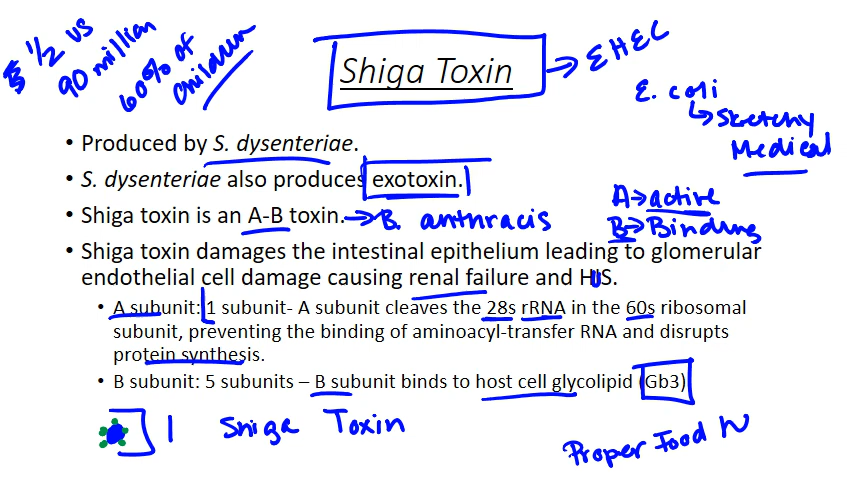 1/2 us
90 million
60% of
children
Shiga Toxin
→ EHEC
E. coli
↳ Sketchy
Medical
• Produced by S. dysenteriae.
• S. dysenteriae also produces exotoxin.
• Shiga toxin is an A-B toxin. → B. anthracis
A → active
B → Binding
• Shiga toxin damages the intestinal epithelium leading to glomerular
endothelial cell damage causing renal failure and HUS.
• A subunit: 1 subunit- A subunit cleaves the 28s rRNA in the 60s ribosomal
subunit, preventing the binding of aminoacyl-transfer RNA and disrupts
protein synthesis.
• B subunit: 5 subunits – B subunit binds to host cell glycolipid (Gb3)
1 Shiga Toxin
Proper Food